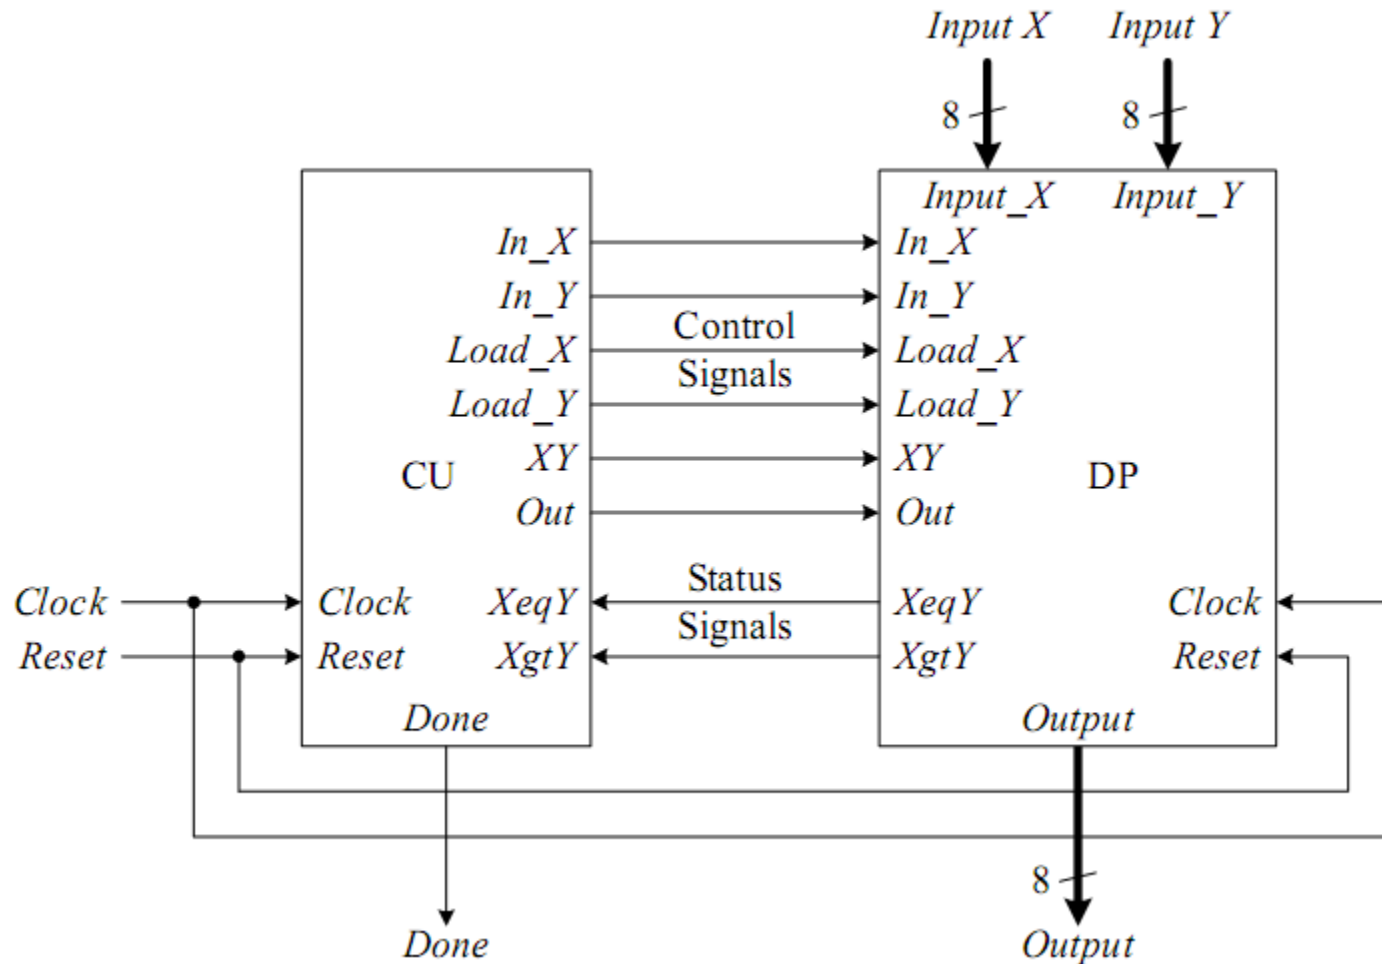 Input X Input Y
8 8
Input_X Input_Y
In_X In_X
In_Y In_Y
Control
Load_X Load_X
Signals
Load_Y Load_Y
XY XY
CU DP
Out Out
Status
Clock Clock XeqY XeqY Clock
Signals
Reset Reset XgtY XgtY Reset
Done Output
8
Done Output